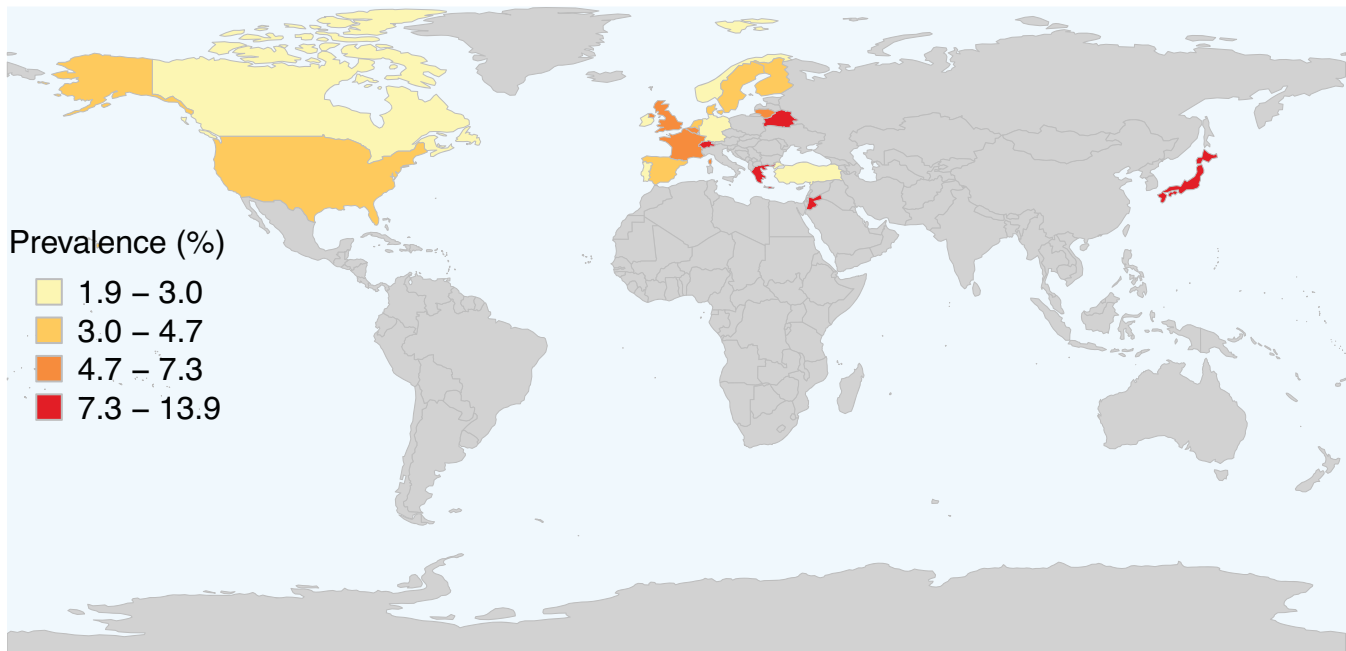 Prevalence (%)
1.9 – 3.0
3.0 – 4.7
4.7 – 7.3
7.3 – 13.9